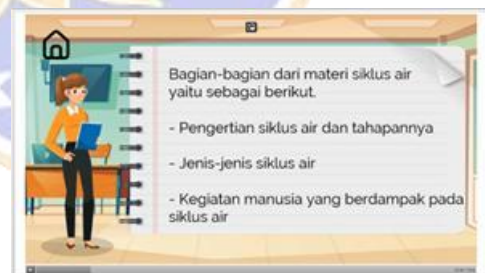 Bagian-bagian dari materi siklus air
yaitu sebagai berikut.
- Pengertian siklus air dan tahapannya
- Jenis-jenis siklus air
- Kegiatan manusia yang berdampak pada
siklus air